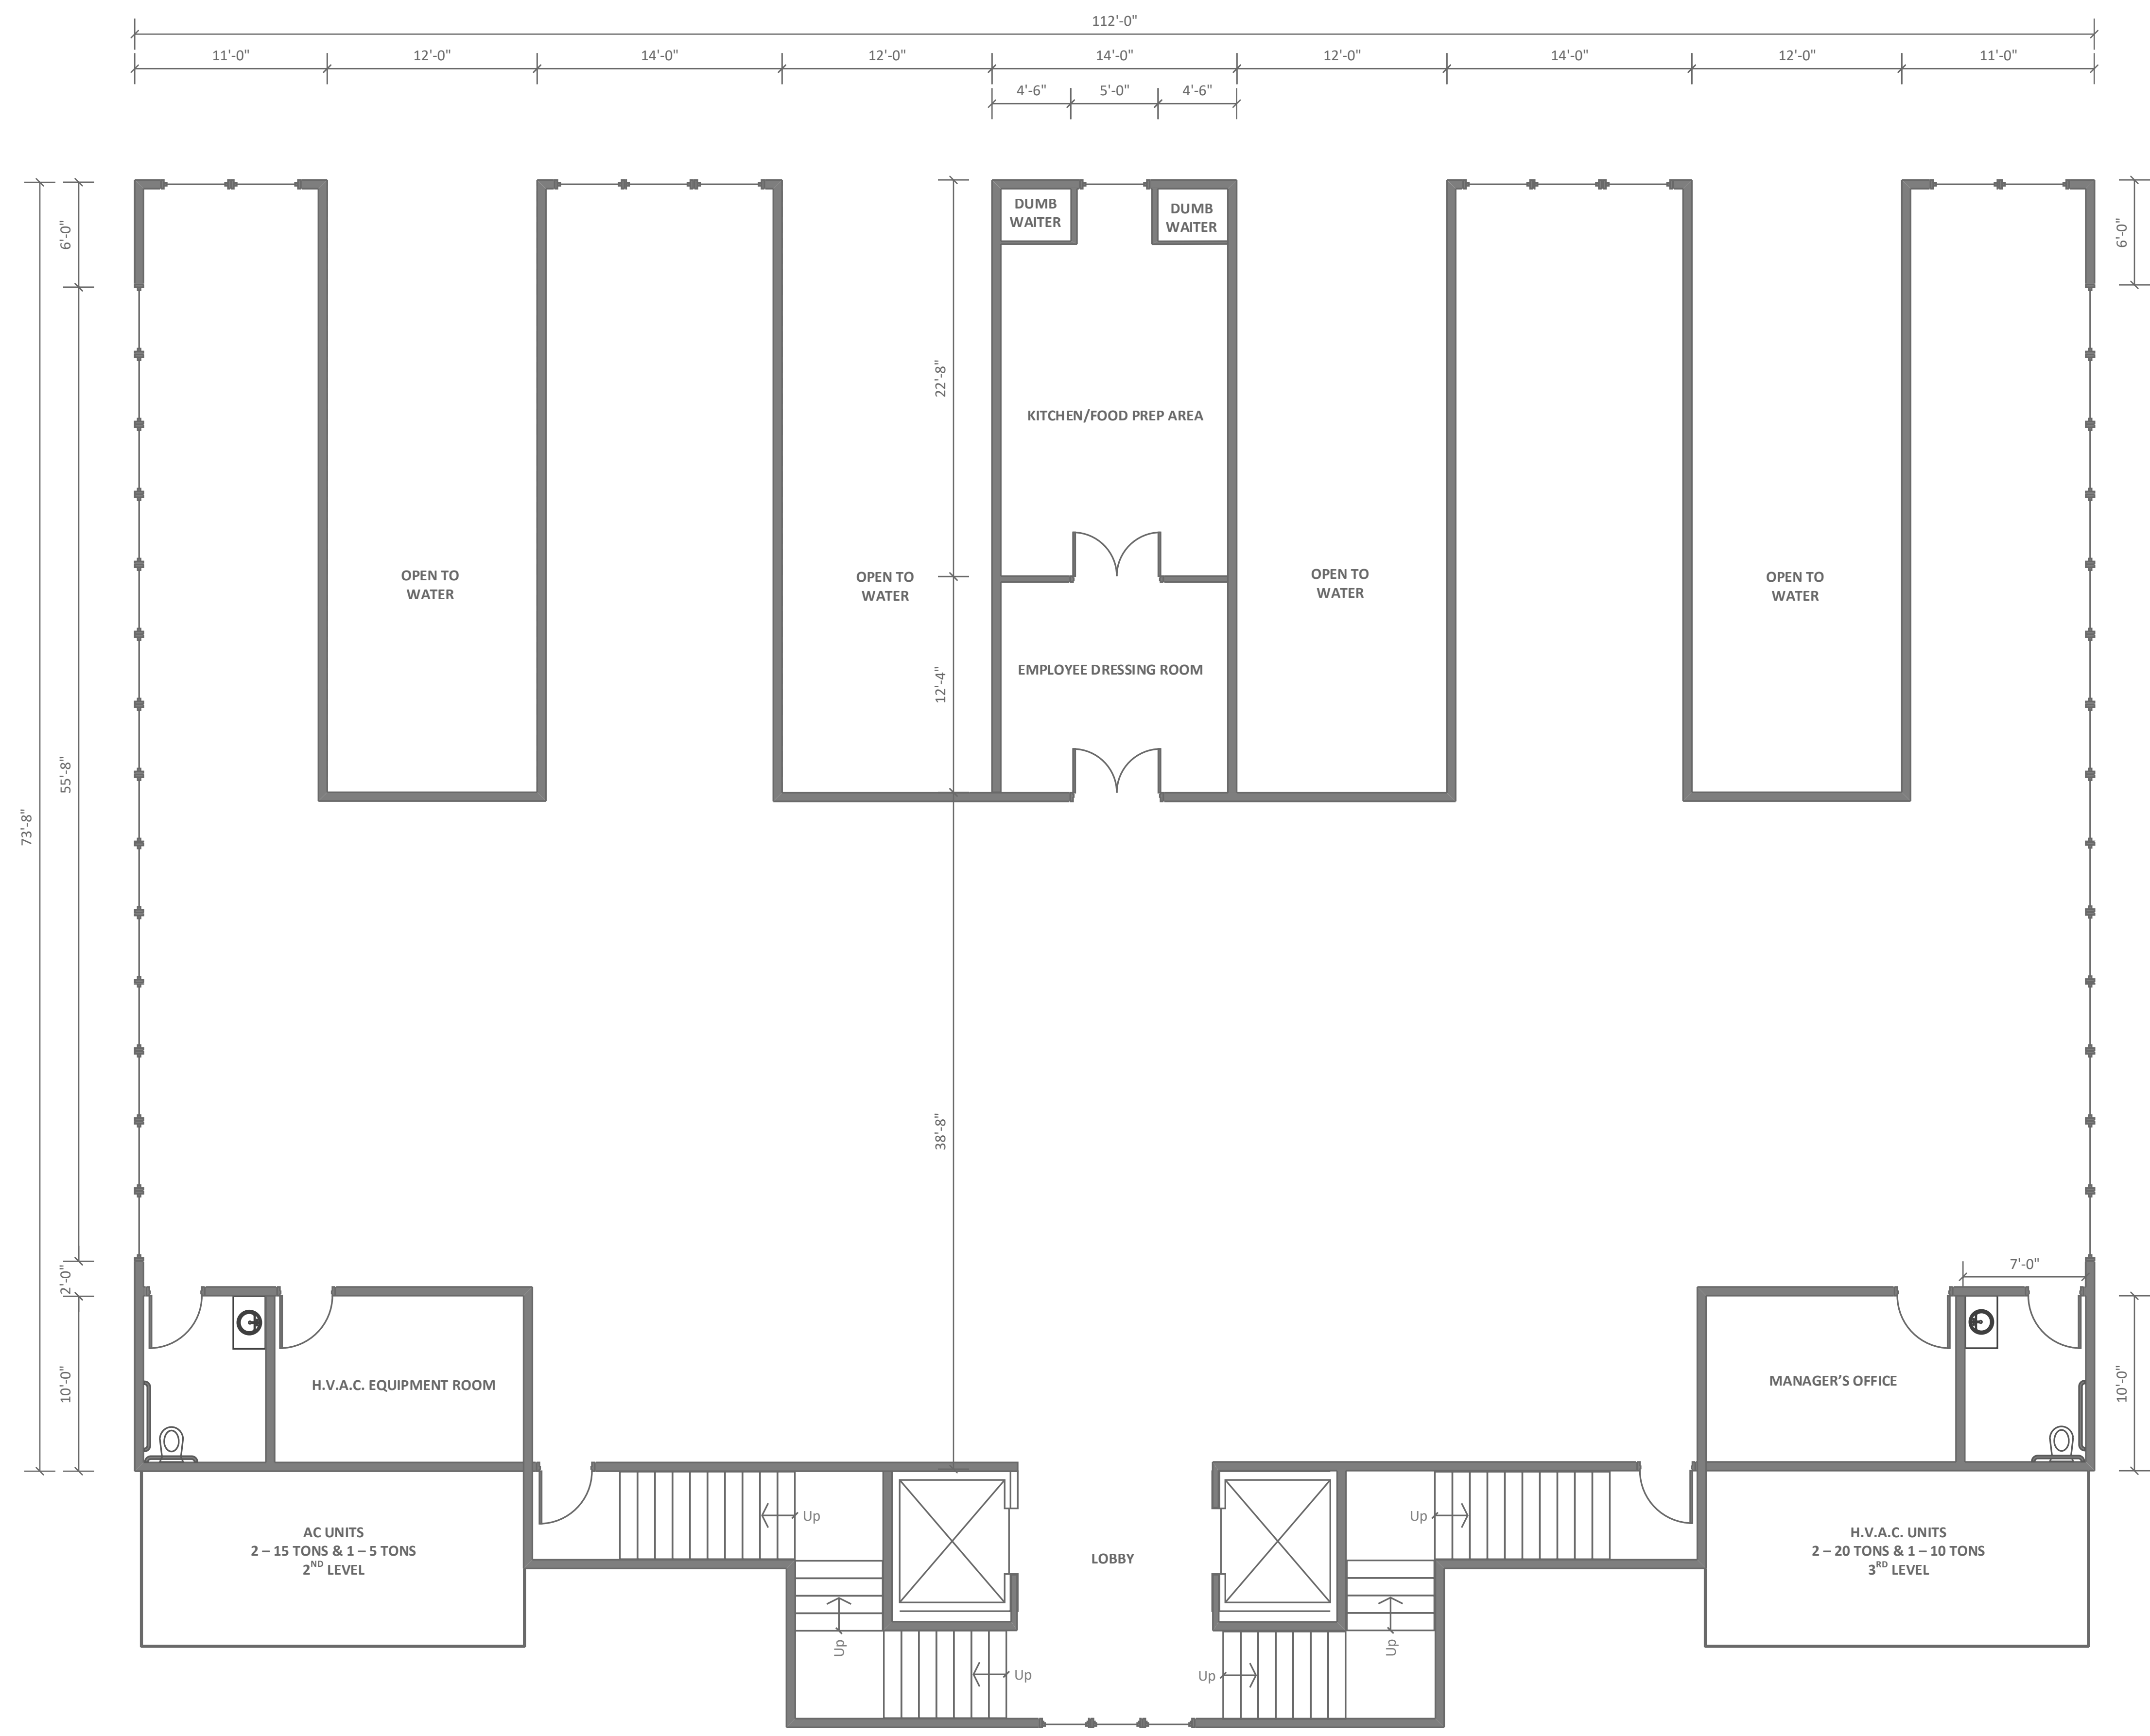 112'-0"
11'-0"
12'-0"
14'-0"
12'-0"
14'-0"
12'-0"
14'-0"
12'-0"
11'-0"
4'-6"
5'-0"
4'-6"
6'-0"
6'-0"
DUMB
WAITER
DUMB
WAITER
22'-8"
KITCHEN/FOOD PREP AREA
OPEN TO
WATER
OPEN TO
WATER
OPEN TO
WATER
OPEN TO
WATER
EMPLOYEE DRESSING ROOM
12'-4"
55'-8"
73'-8"
38'-8"
2'-0"
7'-0"
10'-0"
H.V.A.C. EQUIPMENT ROOM
MANAGER’S OFFICE
10'-0"
Up
Up
AC UNITS
2 – 15 TONS & 1 – 5 TONS
2ND LEVEL
LOBBY
H.V.A.C. UNITS
2 – 20 TONS & 1 – 10 TONS
3RD LEVEL
Up
Up
Up
Up